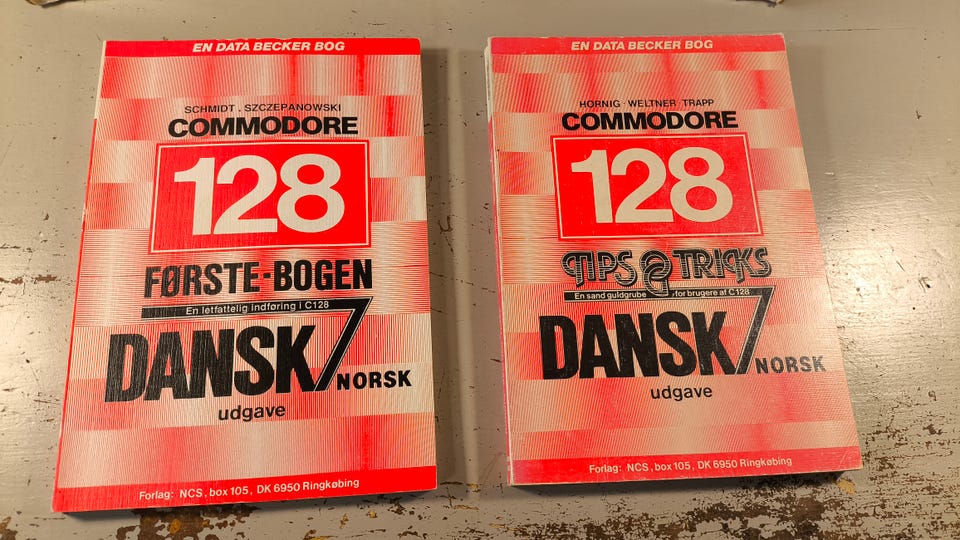 EN DATA BECKER BOG
SCHMIDT . SZCZEPANOWSKI
COMMODORE
128
FØRSTE-BOGEN
En letfattelig indføring i C128
DANSK/
NORSK
udgave
Forlag: NCS, box 105, DK 6950 Ringkøbing
EN DATA BECKER BOG
HORNIG · WELTNER · TRAPP
COMMODORE
128
TIPS & TRICKS
En sand guldgrube for brugere af C128
DANSK/
NORSK
udgave
Forlag: NCS, box 105, DK 6950 Ringkøbing